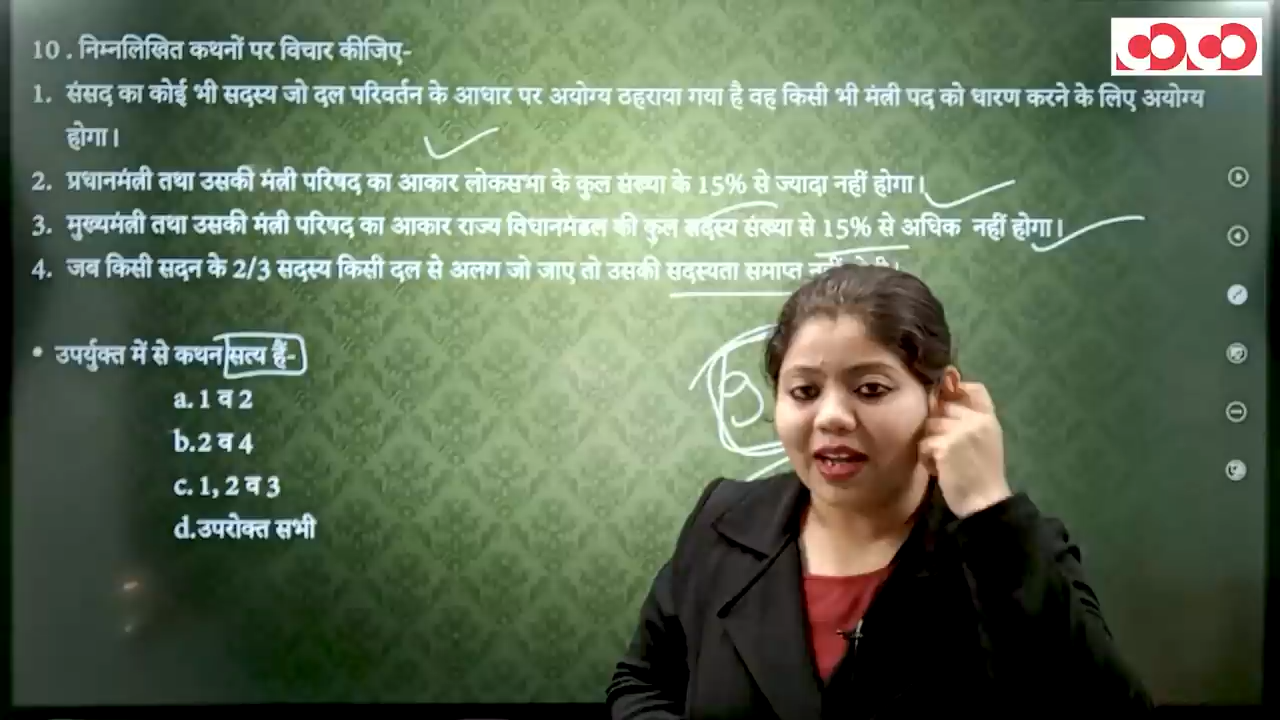 10 . निम्नलिखित कथनों पर विचार कीजिए-
1. संसद का कोई भी सदस्य जो दल परिवर्तन के आधार पर अयोग्य ठहराया गया है वह किसी भी मंत्री पद को धारण करने के लिए अयोग्य
होगा।
2. प्रधानमंत्री तथा उसकी मंत्री परिषद का आकार लोकसभा के कुल संख्या के 15% से ज्यादा नहीं होगा।
3. मुख्यमंत्री तथा उसकी मंत्री परिषद का आकार राज्य विधानमंडल की कुल सदस्य संख्या से 15% से अधिक नहीं होगा।
4. जब किसी सदन के 2/3 सदस्य किसी दल से अलग जो जाए तो उसकी सदस्यता समाप्त
• उपर्युक्त में से कथन सत्य हैं-
a. 1 व 2
b.2 व 4
c. 1, 2 व 3
d.उपरोक्त सभी